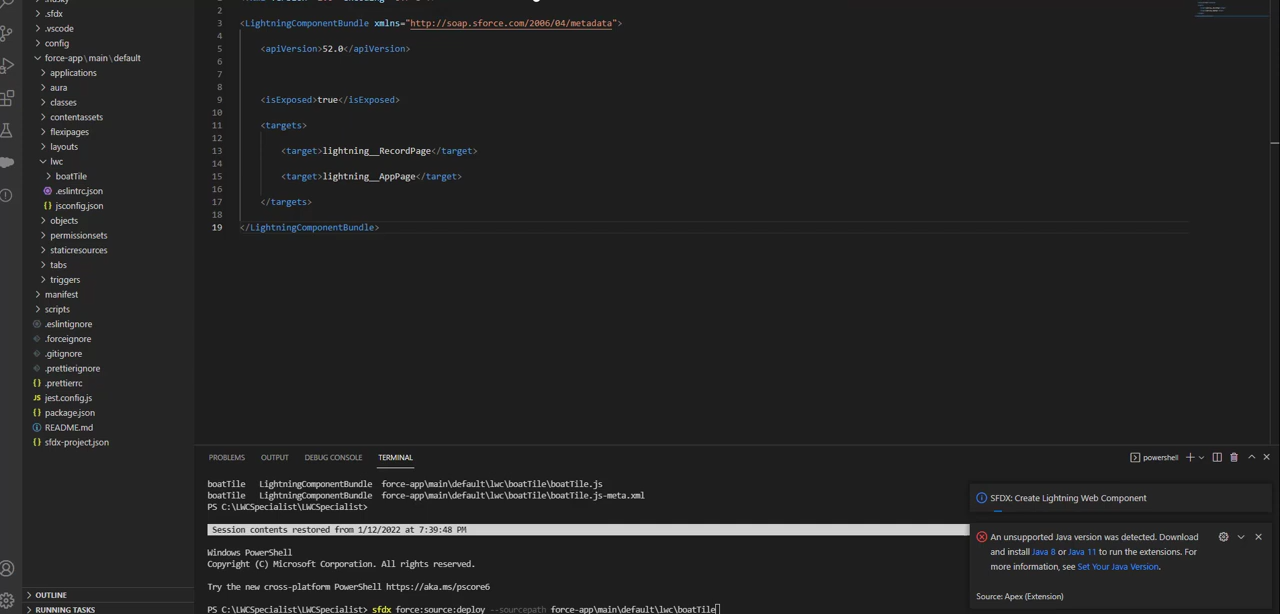 .sfdx
.vscode
config
force-app\main\default
applications
aura
classes
contentassets
flexipages
layouts
lwc
boatTile
.eslintrc.json
jsconfig.json
objects
permissionsets
staticresources
tabs
triggers
manifest
scripts
.eslintignore
.forceignore
.gitignore
.prettierignore
.prettierrc
jest.config.js
package.json
README.md
sfdx-project.json
OUTLINE
RUNNING TASKS
2
3 <LightningComponentBundle xmlns="http://soap.sforce.com/2006/04/metadata">
4
5 <apiVersion>52.0</apiVersion>
6
7
8
9 <isExposed>true</isExposed>
10
11 <targets>
12
13 <target>lightning__RecordPage</target>
14
15 <target>lightning__AppPage</target>
16
17 </targets>
18
19 </LightningComponentBundle>
PROBLEMS OUTPUT DEBUG CONSOLE TERMINAL powershell
boatTile LightningComponentBundle force-app\main\default\lwc\boatTile\boatTile.js
boatTile LightningComponentBundle force-app\main\default\lwc\boatTile\boatTile.js-meta.xml
PS C:\LWCSpecialist\LWCSpecialist>
Session contents restored from 1/12/2022 at 7:39:48 PM
Windows PowerShell
Copyright (C) Microsoft Corporation. All rights reserved.
Try the new cross-platform PowerShell https://aka.ms/pscore6
PS C:\LWCSpecialist\LWCSpecialist> sfdx force:source:deploy --sourcepath force-app\main\default\lwc\boatTile
SFDX: Create Lightning Web Component
An unsupported Java version was detected. Download
and install Java 8 or Java 11 to run the extensions. For
more information, see Set Your Java Version.
Source: Apex (Extension)